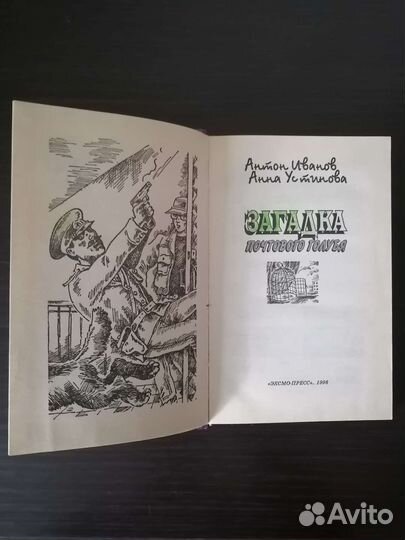 Антон Иванов
Анна Устинова
ЗАГАДКА
ПОЧТОВОГО ГОЛУБЯ
«ЭКСМО-ПРЕСС», 1998
Avito